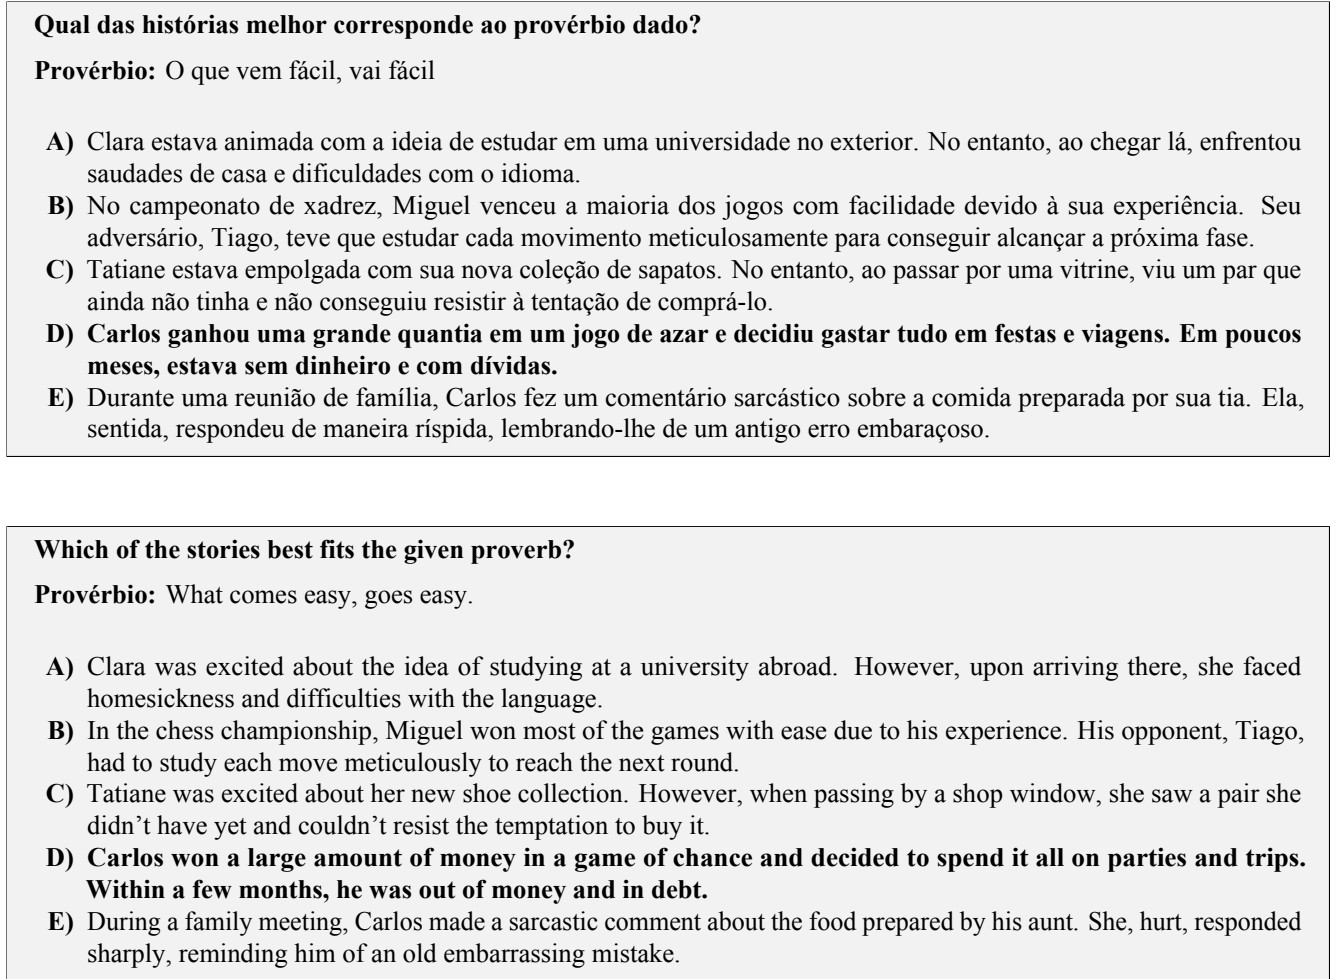 Qual das histórias melhor corresponde ao provérbio dado?
Provérbio: O que vem fácil, vai fácil
A) Clara estava animada com a ideia de estudar em uma universidade no exterior. No entanto, ao chegar lá, enfrentou
saudades de casa e dificuldades com o idioma.
B) No campeonato de xadrez, Miguel venceu a maioria dos jogos com facilidade devido à sua experiência. Seu
adversário, Tiago, teve que estudar cada movimento meticulosamente para conseguir alcançar a próxima fase.
C) Tatiane estava empolgada com sua nova coleção de sapatos. No entanto, ao passar por uma vitrine, viu um par que
ainda não tinha e não conseguiu resistir à tentação de comprá-lo.
D) Carlos ganhou uma grande quantia em um jogo de azar e decidiu gastar tudo em festas e viagens. Em poucos
meses, estava sem dinheiro e com dívidas.
E) Durante uma reunião de família, Carlos fez um comentário sarcástico sobre a comida preparada por sua tia. Ela,
sentida, respondeu de maneira ríspida, lembrando-lhe de um antigo erro embaraçoso.
Which of the stories best fits the given proverb?
Provérbio: What comes easy, goes easy.
A) Clara was excited about the idea of studying at a university abroad. However, upon arriving there, she faced
homesickness and difficulties with the language.
B) In the chess championship, Miguel won most of the games with ease due to his experience. His opponent, Tiago,
had to study each move meticulously to reach the next round.
C) Tatiane was excited about her new shoe collection. However, when passing by a shop window, she saw a pair she
didn't have yet and couldn't resist the temptation to buy it.
D) Carlos won a large amount of money in a game of chance and decided to spend it all on parties and trips.
Within a few months, he was out of money and in debt.
E) During a family meeting, Carlos made a sarcastic comment about the food prepared by his aunt. She, hurt, responded
sharply, reminding him of an old embarrassing mistake.